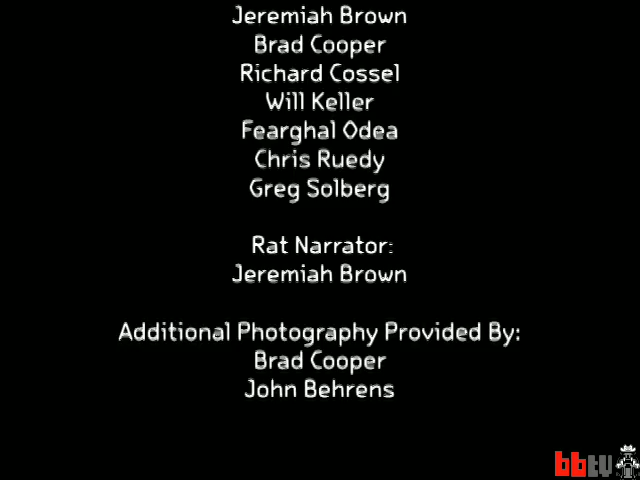 Jeremiah Brown
Brad Cooper
Richard Cossel
Will Keller
Fearghal Odea
Chris Ruedy
Greg Solberg
Rat Narrator:
Jeremiah Brown
Additional Photography Provided By:
Brad Cooper
John Behrens
bbtv